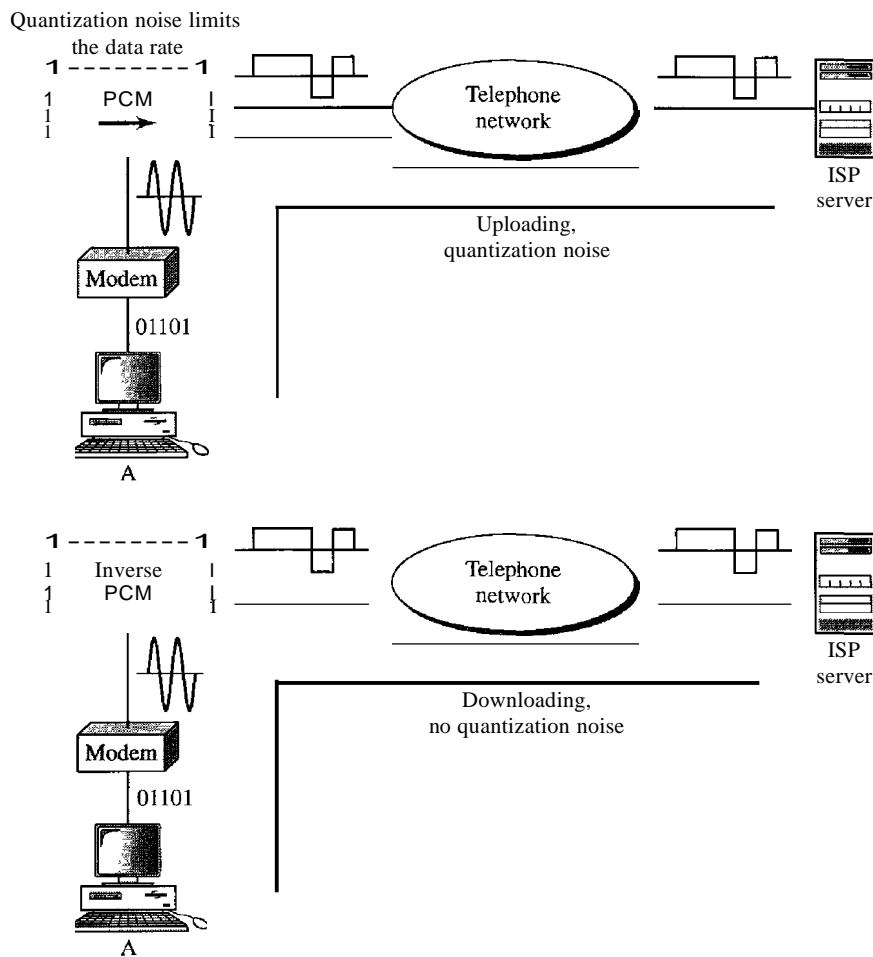 Quantization noise limits
the data rate
PCM
Telephone
network
ISP
server
Uploading,
quantization noise
Modem
01101
A
Inverse
PCM
Telephone
network
ISP
server
Downloading,
no quantization noise
Modem
01101
A